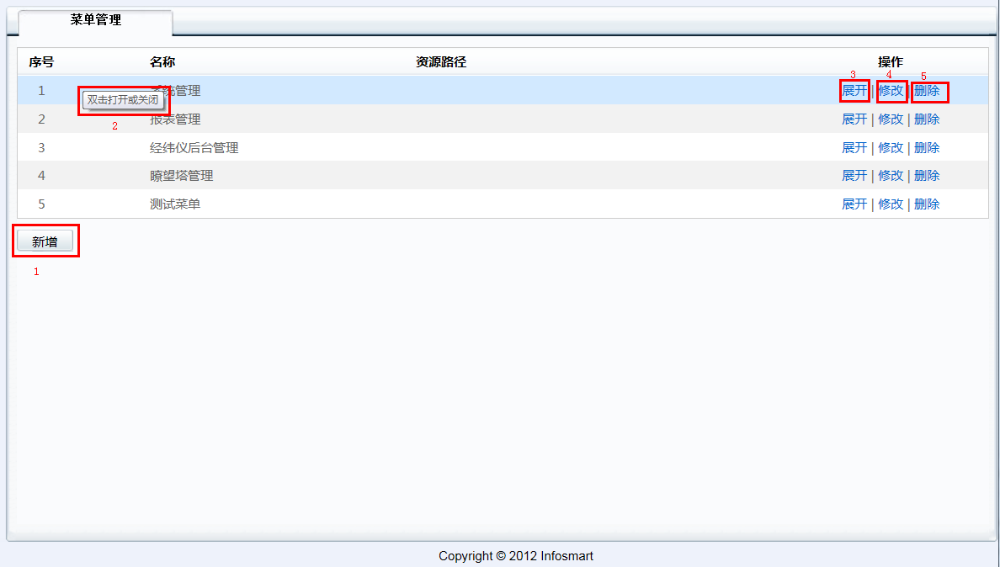 菜单管理
序号 名称 资源路径 操作
3 4 5
1 系统管理 展开 | 修改 | 删除
双击打开或关闭
2 报表管理 展开 | 修改 | 删除
2
3 经纬仪后台管理 展开 | 修改 | 删除
4 瞭望塔管理 展开 | 修改 | 删除
5 测试菜单 展开 | 修改 | 删除
新增
1
Copyright © 2012 Infosmart